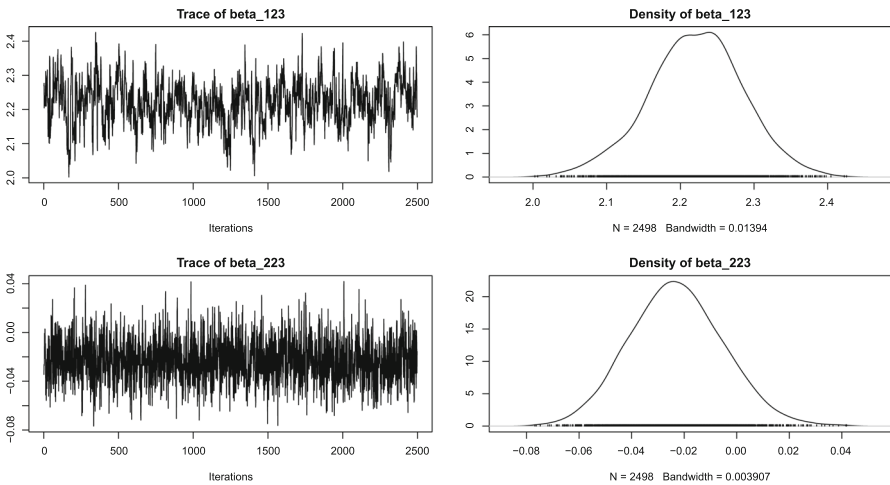 Trace of beta_123
2.4
2.3
2.2
2.1
2.0
0 500 1000 1500 2000 2500
Iterations
Density of beta_123
6
5
4
3
2
1
0
2.0 2.1 2.2 2.3 2.4
N = 2498 Bandwidth = 0.01394
Trace of beta_223
0.04
0.00
−0.04
−0.08
0 500 1000 1500 2000 2500
Iterations
Density of beta_223
20
15
10
5
0
−0.08 −0.06 −0.04 −0.02 0.00 0.02 0.04
N = 2498 Bandwidth = 0.003907